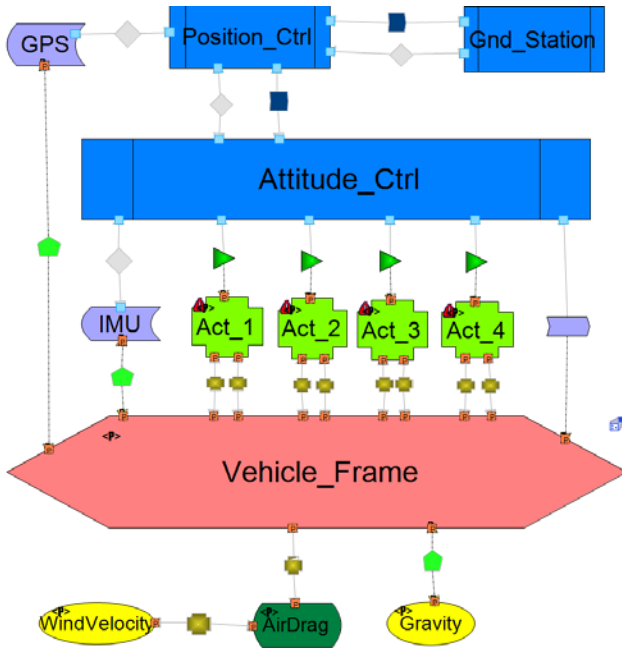 GPS
Position_Ctrl
Gnd_Station
Attitude_Ctrl
IMU
<P>
Act_1
<P>
Act_2
<P>
Act_3
<P>
Act_4
<P>
Vehicle_Frame
<P>
WindVelocity
<P>
AirDrag
<P>
Gravity